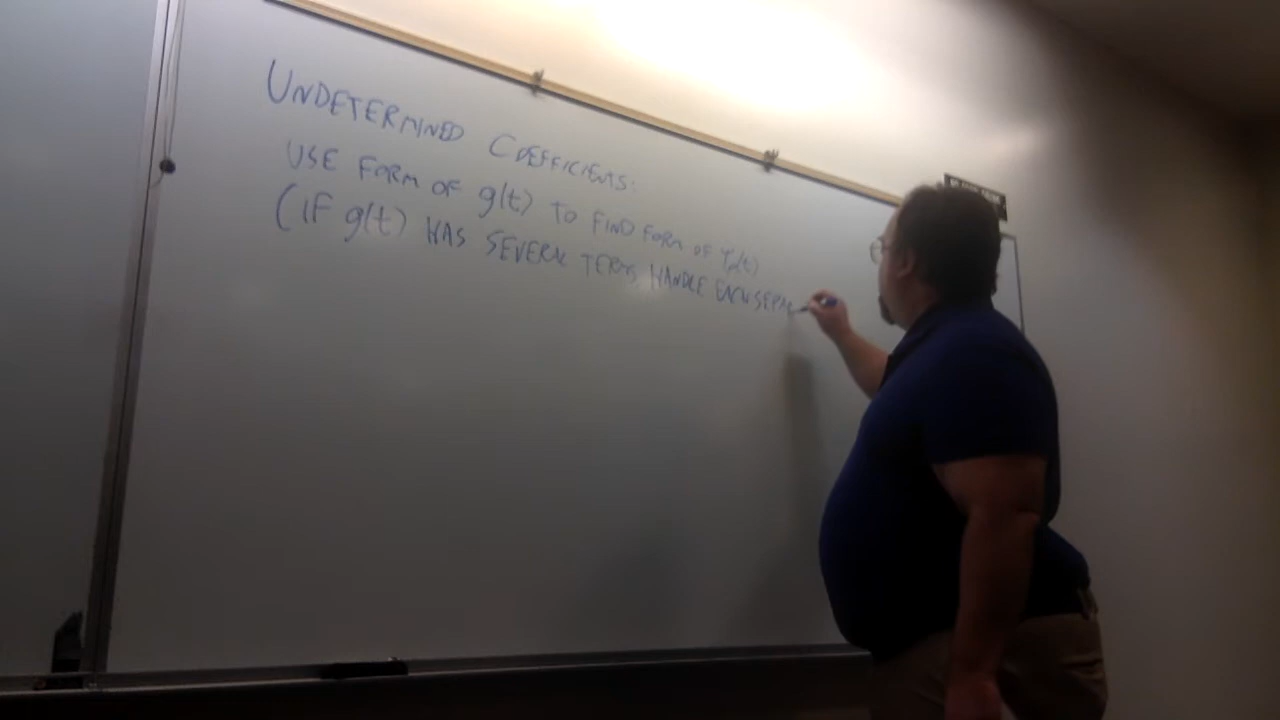 UNDETERMINED COEFFICIENTS:
USE FORM OF g(t) TO FIND FORM OF Yp(t)
(IF g(t) HAS SEVERAL TERMS, HANDLE EACH SEPA